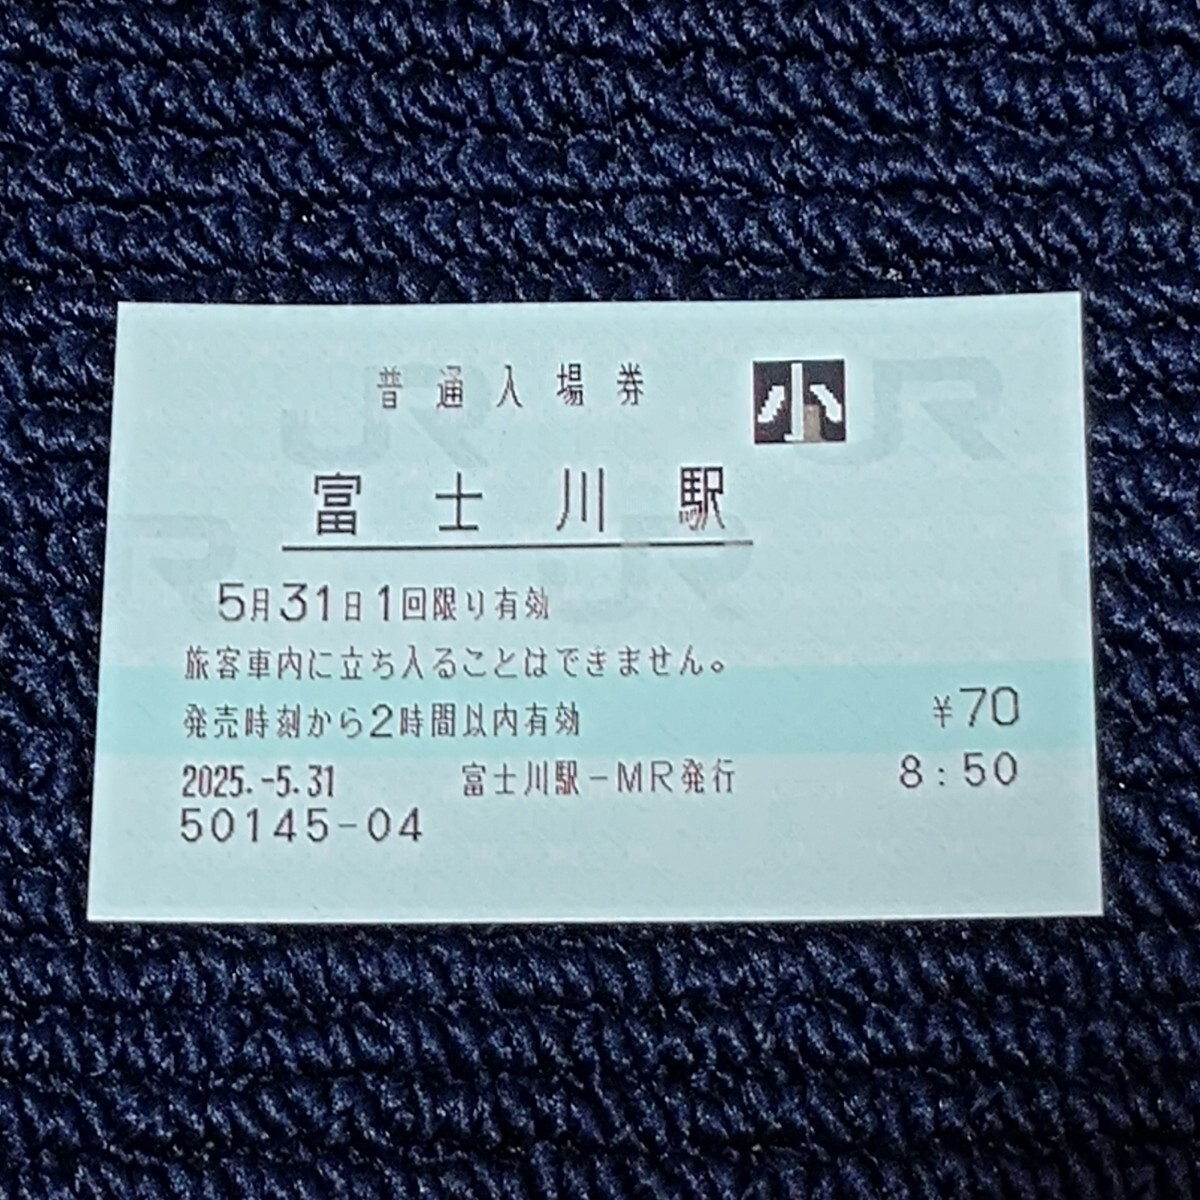 普通入場券 小
富士川駅
5月31日1回限り有効
旅客車内に立ち入ることはできません。
発売時刻から2時間以内有効 ¥70
2025.-5.31 富士川駅-MR発行 8:50
50145-04